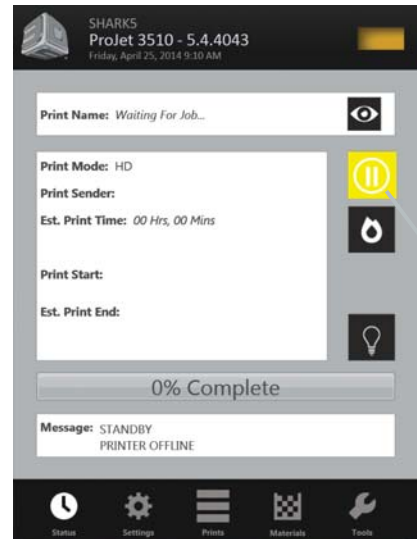 SHARK5
ProJet 3510 - 5.4.4043
Friday, April 25, 2014 9:10 AM
Print Name: Waiting For Job...
Print Mode: HD
Print Sender:
Est. Print Time: 00 Hrs, 00 Mins
Print Start:
Est. Print End:
0% Complete
Message: STANDBY
PRINTER OFFLINE
Status Settings Prints Materials Tools